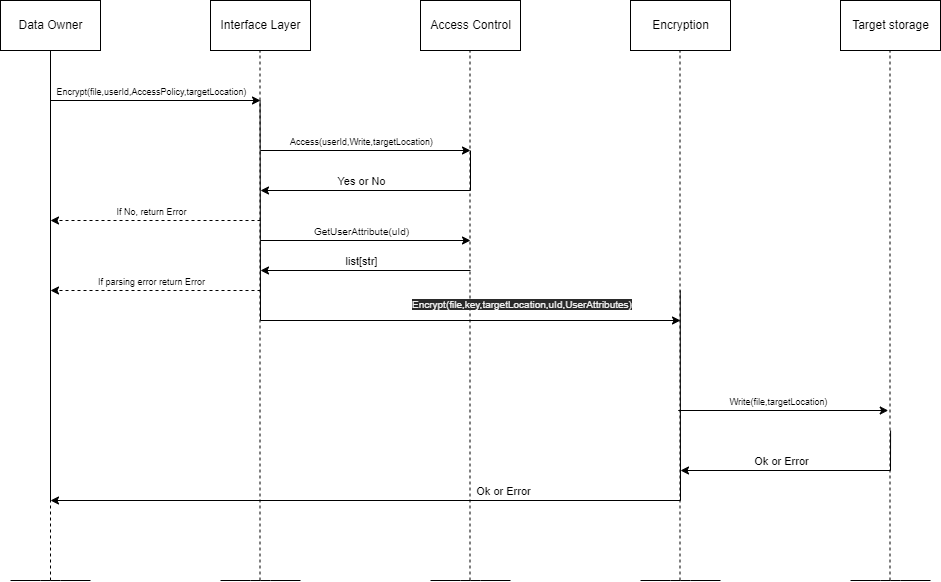 Data Owner
Interface Layer
Access Control
Encryption
Target storage
Encrypt(file,userId,AccessPolicy,targetLocation)
Access(userId,Write,targetLocation)
Yes or No
If No, return Error
GetUserAttribute(uId)
list[str]
If parsing error return Error
Encrypt(file,key,targetLocation,uId,UserAttributes)
Write(file,targetLocation)
Ok or Error
Ok or Error